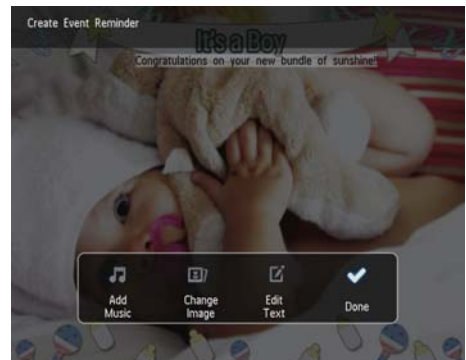 Create Event Reminder
It's a Boy
Congratulations on your new bundle of sunshine!!
Add
Music
Change
Image
Edit
Text
Done